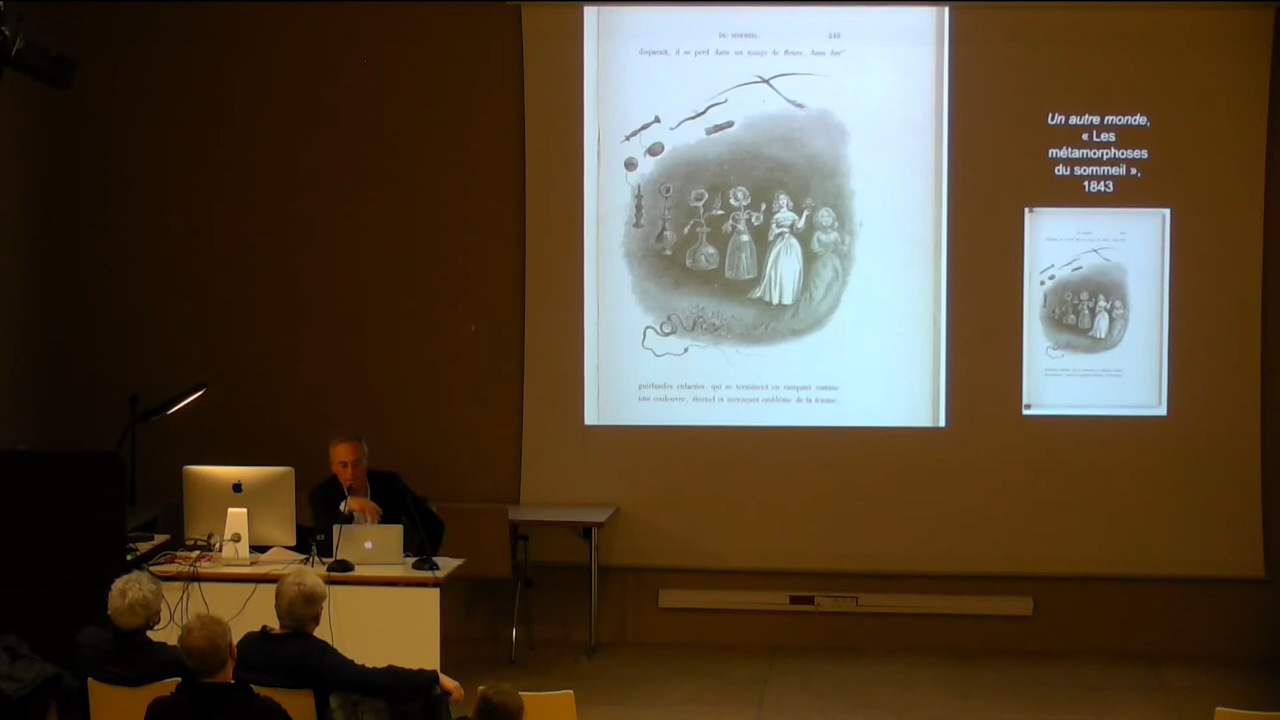 DU SOMMEIL. 243
disparaît, il se perd dans un nuage de fleurs, dans des
guirlandes enlacées, qui se terminent en rampant comme
une couleuvre, éternel et menaçant emblème de la femme.
Un autre monde,
« Les
métamorphoses
du sommeil »,
1843